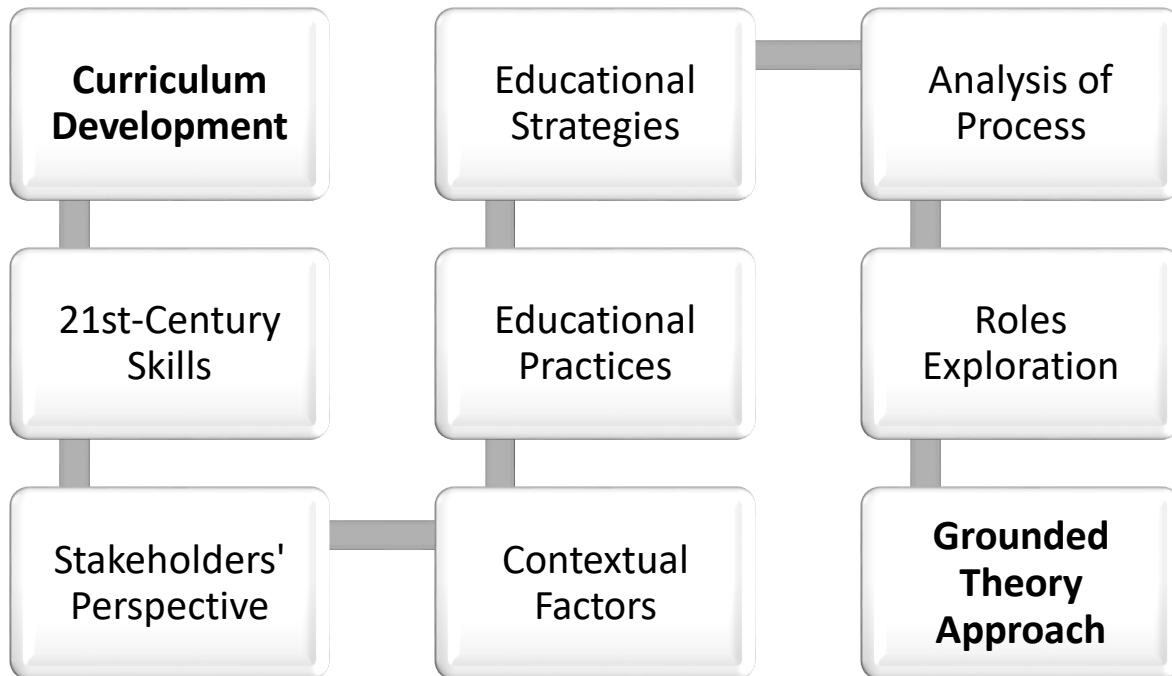 Curriculum
Development
21st-Century
Skills
Stakeholders'
Perspective
Contextual
Factors
Educational
Practices
Educational
Strategies
Analysis of
Process
Roles
Exploration
Grounded
Theory
Approach